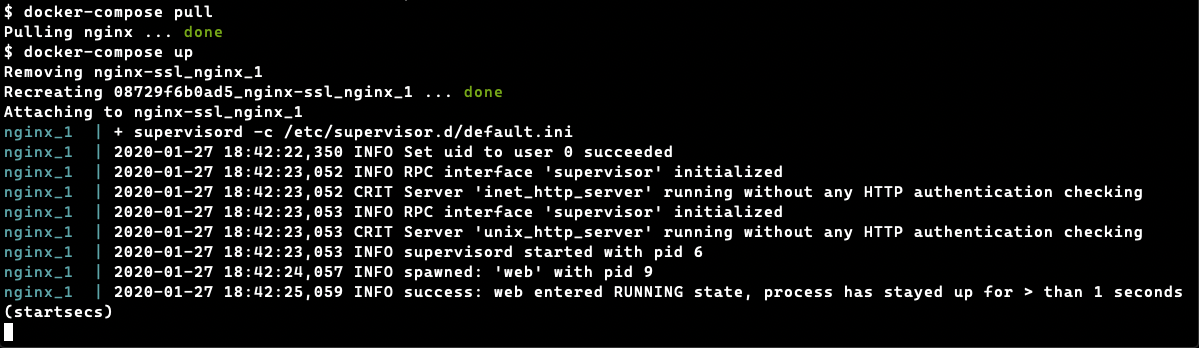 $ docker-compose pull
Pulling nginx ... done
$ docker-compose up
Removing nginx-ssl_nginx_1
Recreating 08729f6b0ad5_nginx-ssl_nginx_1 ... done
Attaching to nginx-ssl_nginx_1
nginx_1  | + supervisord -c /etc/supervisor.d/default.ini
nginx_1  | 2020-01-27 18:42:22,350 INFO Set uid to user 0 succeeded
nginx_1  | 2020-01-27 18:42:23,052 INFO RPC interface 'supervisor' initialized
nginx_1  | 2020-01-27 18:42:23,052 CRIT Server 'inet_http_server' running without any HTTP authentication checking
nginx_1  | 2020-01-27 18:42:23,053 INFO RPC interface 'supervisor' initialized
nginx_1  | 2020-01-27 18:42:23,053 CRIT Server 'unix_http_server' running without any HTTP authentication checking
nginx_1  | 2020-01-27 18:42:23,053 INFO supervisord started with pid 6
nginx_1  | 2020-01-27 18:42:24,057 INFO spawned: 'web' with pid 9
nginx_1  | 2020-01-27 18:42:25,059 INFO success: web entered RUNNING state, process has stayed up for > than 1 seconds
(startsecs)